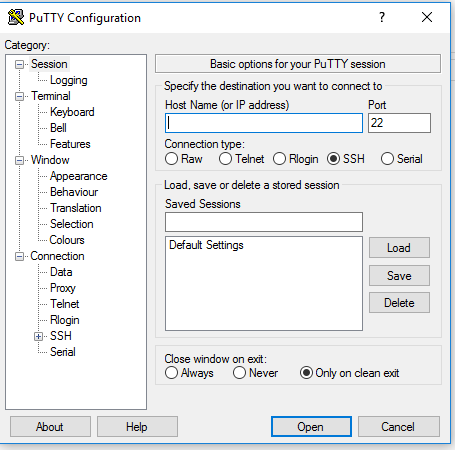 PuTTY Configuration
? ×
Category:
Session
Logging
Terminal
Keyboard
Bell
Features
Window
Appearance
Behaviour
Translation
Selection
Colours
Connection
Data
Proxy
Telnet
Rlogin
SSH
Serial
Basic options for your PuTTY session
Specify the destination you want to connect to
Host Name (or IP address) Port
22
Connection type:
Raw Telnet Rlogin SSH Serial
Load, save or delete a stored session
Saved Sessions
Default Settings
Load
Save
Delete
Close window on exit:
Always Never Only on clean exit
About Help Open Cancel